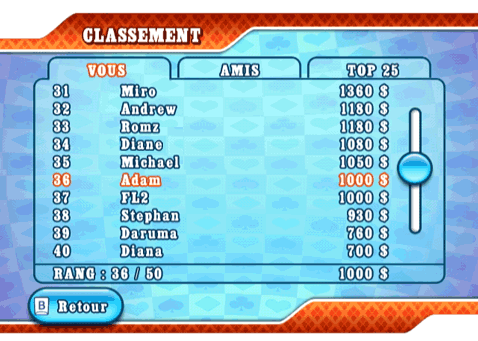 CLASSEMENT
VOUS AMIS TOP 25
31 Miro 1360 $
32 Andrew 1180 $
33 Romz 1180 $
34 Diane 1080 $
35 Michael 1050 $
36 Adam 1000 $
37 FL2 1000 $
38 Stephan 930 $
39 Daruma 760 $
40 Diana 700 $
RANG : 36 / 50 1000 $
B Retour